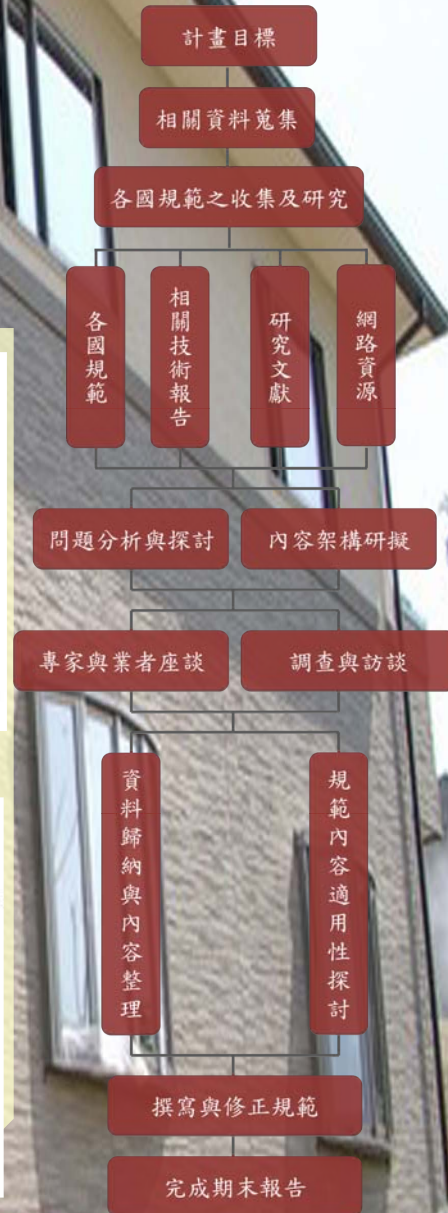 計畫目標
相關資料蒐集
各國規範之收集及研究
各國規範
相關技術報告
研究文獻
網路資源
問題分析與探討
內容架構研擬
專家與業者座談
調查與訪談
資料歸納與內容整理
規範內容適用性探討
撰寫與修正規範
完成期末報告